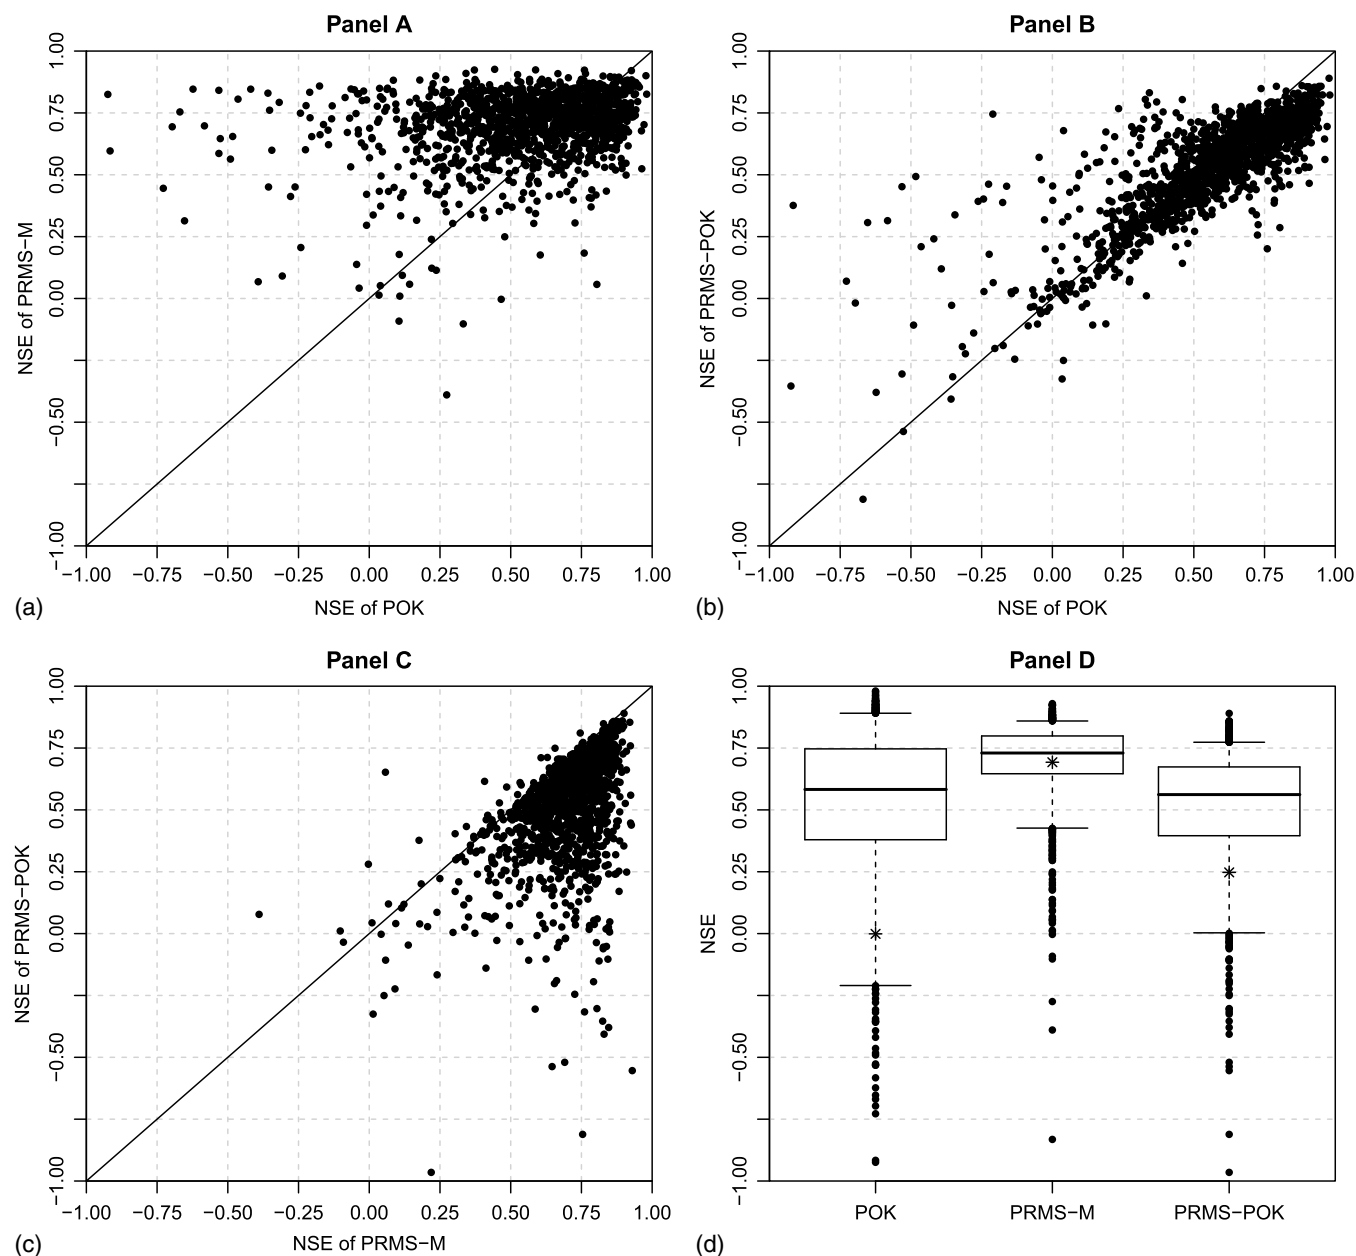 Panel A
1.00
0.75
0.50
0.25
0.00
−0.50
−1.00
NSE of PRMS−M
−1.00 −0.75 −0.50 −0.25 0.00 0.25 0.50 0.75 1.00
NSE of POK
(a)
Panel B
1.00
0.75
0.50
0.25
0.00
−0.50
−1.00
NSE of PRMS−POK
−1.00 −0.75 −0.50 −0.25 0.00 0.25 0.50 0.75 1.00
NSE of POK
(b)
Panel C
1.00
0.75
0.50
0.25
0.00
−0.50
−1.00
NSE of PRMS−POK
−1.00 −0.75 −0.50 −0.25 0.00 0.25 0.50 0.75 1.00
NSE of PRMS−M
(c)
Panel D
1.00
0.75
0.50
0.25
0.00
−0.50
−1.00
NSE
POK PRMS−M PRMS−POK
(d)